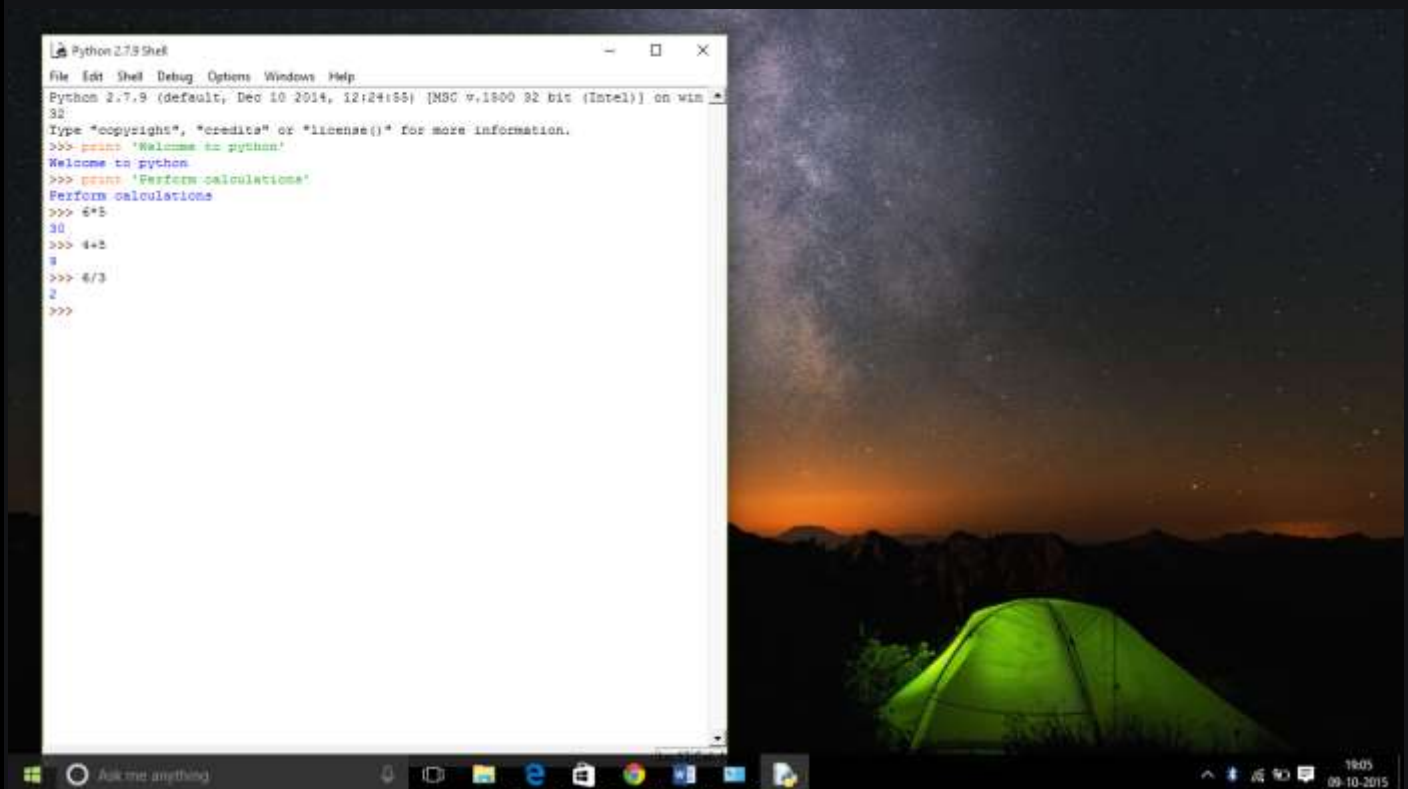 Python 2.7.9 Shell
File Edit Shell Debug Options Windows Help
Python 2.7.9 (default, Dec 10 2014, 12:24:55) [MSC v.1500 32 bit (Intel)] on win
32
Type "copyright", "credits" or "license()" for more information.
>>> print 'Welcome to python'
Welcome to python
>>> print 'Perform calculations'
Perform calculations
>>> 6*5
30
>>> 4+5
9
>>> 6/3
2
>>>
Ask me anything
19:05
09-10-2015